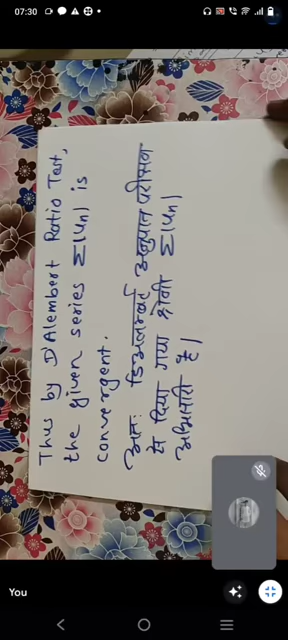 07:30
Thus by D'Alembert Ratio Test,
the given series Σ|un| is
convergent.
अतः डिअलम्बर्ट अनुपात परीक्षण
से दिया गया श्रेणी Σ|un|
अभिसारी है।
You